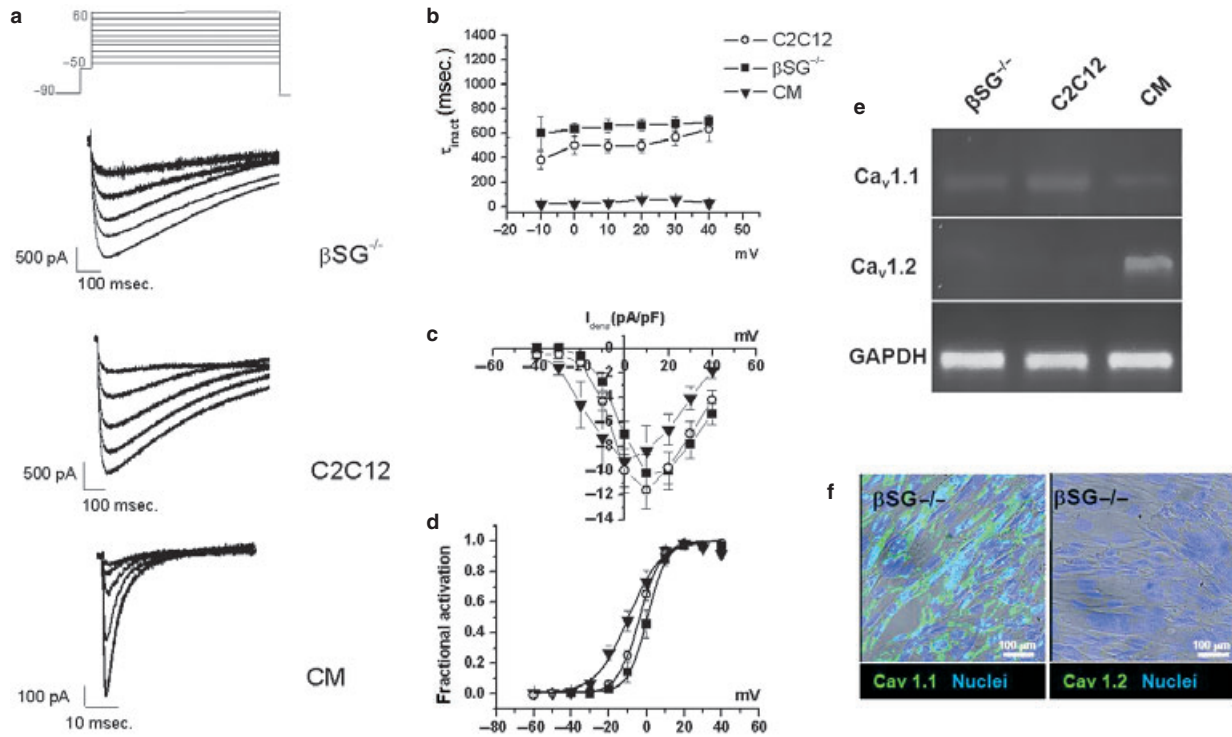 a
60
−50
−90
500 pA
100 msec.
βSG−/−
500 pA
100 msec.
C2C12
100 pA
10 msec.
CM
b
1400
1200
1000
800
600
400
200
0
τinact (msec.)
C2C12
βSG−/−
CM
−20 −10 0 10 20 30 40 50
mV
c
Idens (pA/pF)
mV
−60 −40 −20 0 20 40 60
0
−2
−4
−6
−8
−10
−12
−14
d
Fractional activation
1.0
0.8
0.6
0.4
0.2
0.0
mV
−80 −60 −40 −20 0 20 40 60
e
βSG−/− C2C12 CM
Cav1.1
Cav1.2
GAPDH
f
βSG−/−
100 µm
Cav 1.1 Nuclei
βSG−/−
100 µm
Cav 1.2 Nuclei